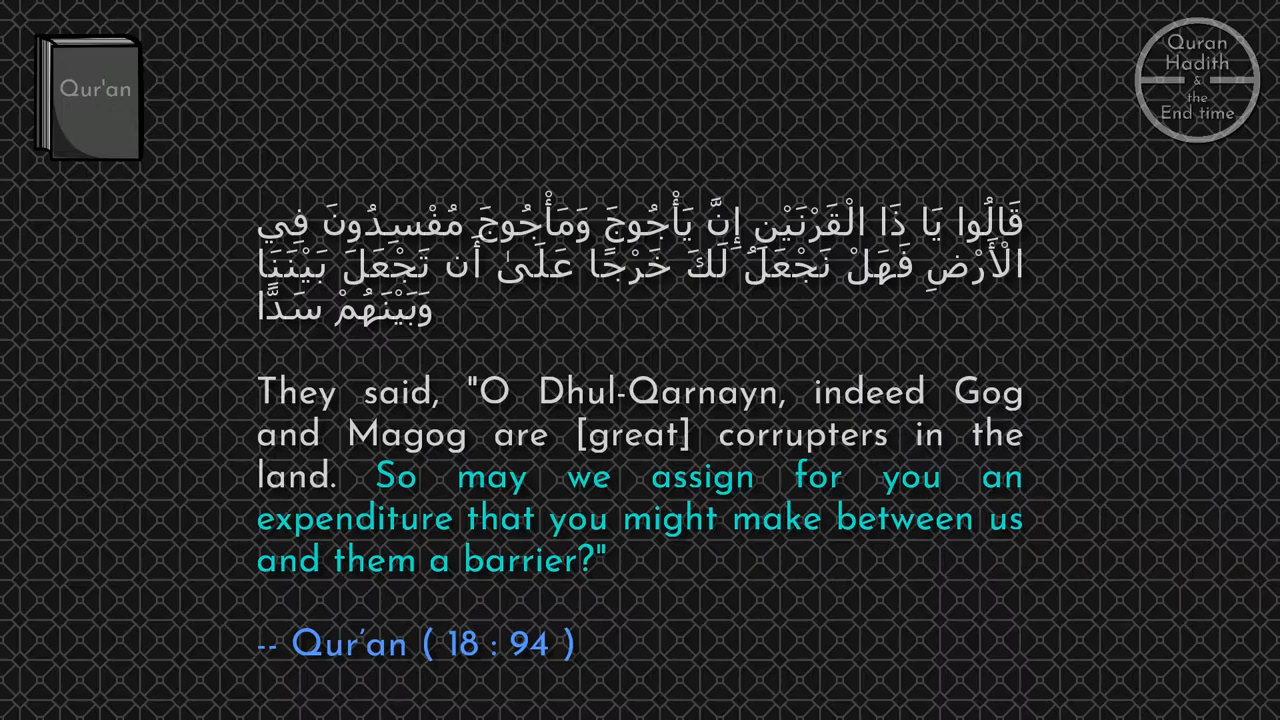 Qur'an
Quran
Hadith
&
the
End time
قَالُوا يَا ذَا الْقَرْنَيْنِ إِنَّ يَأْجُوجَ وَمَأْجُوجَ مُفْسِدُونَ فِي
الْأَرْضِ فَهَلْ نَجْعَلُ لَكَ خَرْجًا عَلَىٰ أَن تَجْعَلَ بَيْنَنَا
وَبَيْنَهُمْ سَدًّا
They said, "O Dhul-Qarnayn, indeed Gog
and Magog are [great] corrupters in the
land. So may we assign for you an
expenditure that you might make between us
and them a barrier?"
-- Qur’an ( 18 : 94 )